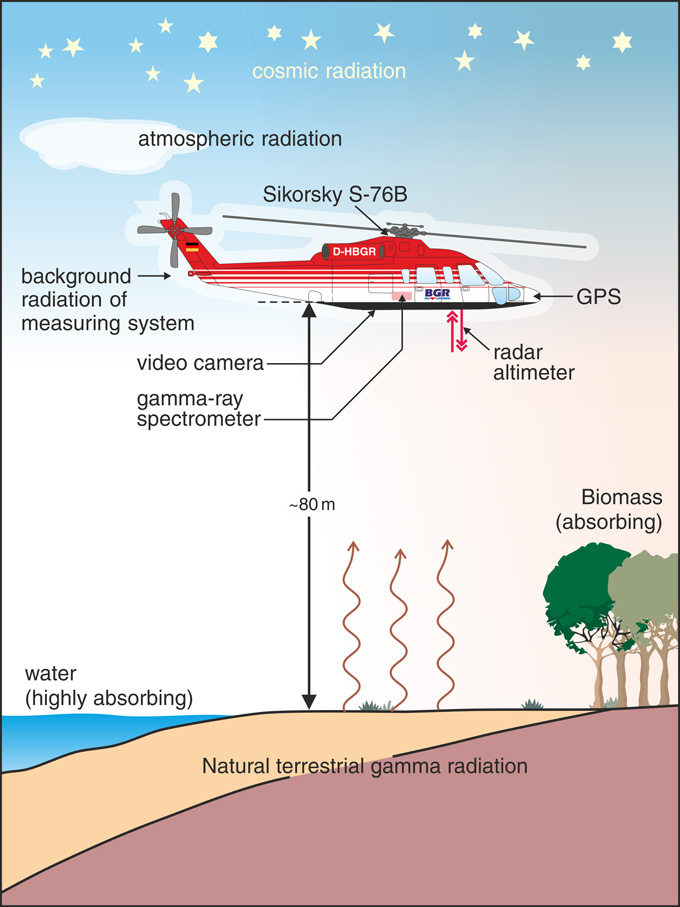 cosmic radiation
atmospheric radiation
Sikorsky S-76B
D-HBGR
background
radiation of
measuring system
BGR
GPS
video camera
radar
altimeter
gamma-ray
spectrometer
~80 m
Biomass
(absorbing)
water
(highly absorbing)
Natural terrestrial gamma radiation